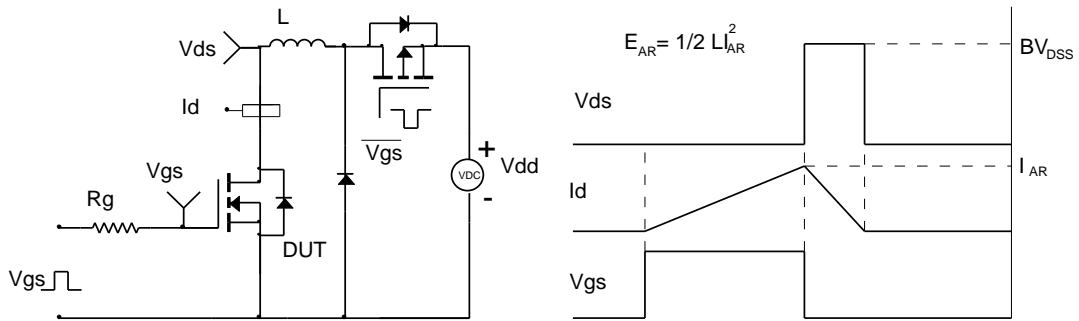 L
Vds
Id
Vgs
Vgs
+
VDC
Vdd
-
Rg
DUT
Vgs
E_AR = 1/2 LI_AR^2
BV_DSS
Vds
I_AR
Id
Vgs